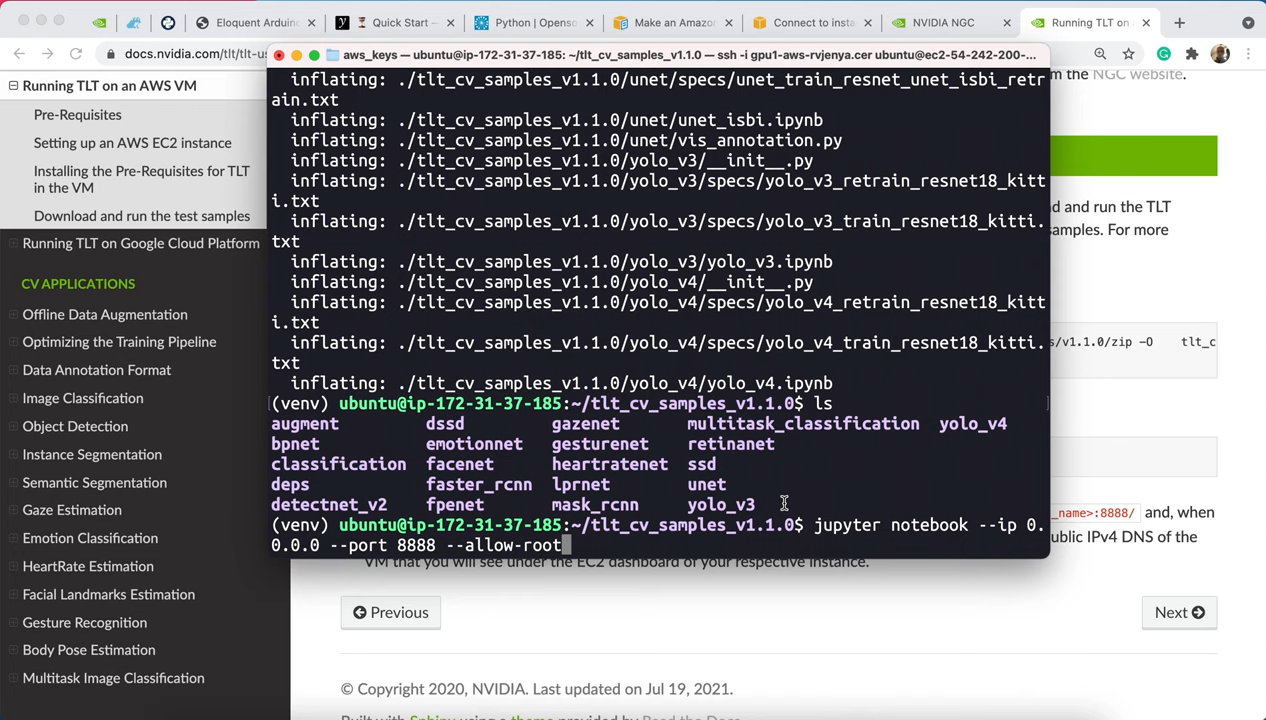 Eloquent Arduin
Quick Start –
Python | Openso
Make an Amazon
Connect to insta
NVIDIA NGC
Running TLT on
docs.nvidia.com/tlt/tlt-us
aws_keys — ubuntu@ip-172-31-37-185: ~/tlt_cv_samples_v1.1.0 — ssh -i gpu1-aws-rvjenya.cer ubuntu@ec2-54-242-200-...
Running TLT on an AWS VM
Pre-Requisites
Setting up an AWS EC2 instance
Installing the Pre-Requisites for TLT
in the VM
Download and run the test samples
Running TLT on Google Cloud Platform
CV APPLICATIONS
Offline Data Augmentation
Optimizing the Training Pipeline
Data Annotation Format
Image Classification
Object Detection
Instance Segmentation
Semantic Segmentation
Gaze Estimation
Emotion Classification
HeartRate Estimation
Facial Landmarks Estimation
Gesture Recognition
Body Pose Estimation
Multitask Image Classification
inflating: ./tlt_cv_samples_v1.1.0/unet/specs/unet_train_resnet_unet_isbi_retr
ain.txt
inflating: ./tlt_cv_samples_v1.1.0/unet/unet_isbi.ipynb
inflating: ./tlt_cv_samples_v1.1.0/unet/vis_annotation.py
inflating: ./tlt_cv_samples_v1.1.0/yolo_v3/__init__.py
inflating: ./tlt_cv_samples_v1.1.0/yolo_v3/specs/yolo_v3_retrain_resnet18_kitt
i.txt
inflating: ./tlt_cv_samples_v1.1.0/yolo_v3/specs/yolo_v3_train_resnet18_kitti.
txt
inflating: ./tlt_cv_samples_v1.1.0/yolo_v3/yolo_v3.ipynb
inflating: ./tlt_cv_samples_v1.1.0/yolo_v4/__init__.py
inflating: ./tlt_cv_samples_v1.1.0/yolo_v4/specs/yolo_v4_retrain_resnet18_kitt
i.txt
inflating: ./tlt_cv_samples_v1.1.0/yolo_v4/specs/yolo_v4_train_resnet18_kitti.
txt
inflating: ./tlt_cv_samples_v1.1.0/yolo_v4/yolo_v4.ipynb
(venv) ubuntu@ip-172-31-37-185:~/tlt_cv_samples_v1.1.0$ ls
augment dssd gazenet multitask_classification yolo_v4
bpnet emotionnet gesturenet retinanet
classification facenet heartratenet ssd
deps faster_rcnn lprnet unet
detectnet_v2 fpenet mask_rcnn yolo_v3
(venv) ubuntu@ip-172-31-37-185:~/tlt_cv_samples_v1.1.0$ jupyter notebook --ip 0.
0.0.0 --port 8888 --allow-root
m the NGC website.
d and run the TLT
samples. For more
s/v1.1.0/zip -O tlt_c
_name>:8888/ and, when
ublic IPv4 DNS of the
VM that you will see under the EC2 dashboard of your respective instance.
Previous
Next
© Copyright 2020, NVIDIA. Last updated on Jul 19, 2021.
Built with Sphinx using a theme provided by Read the Docs